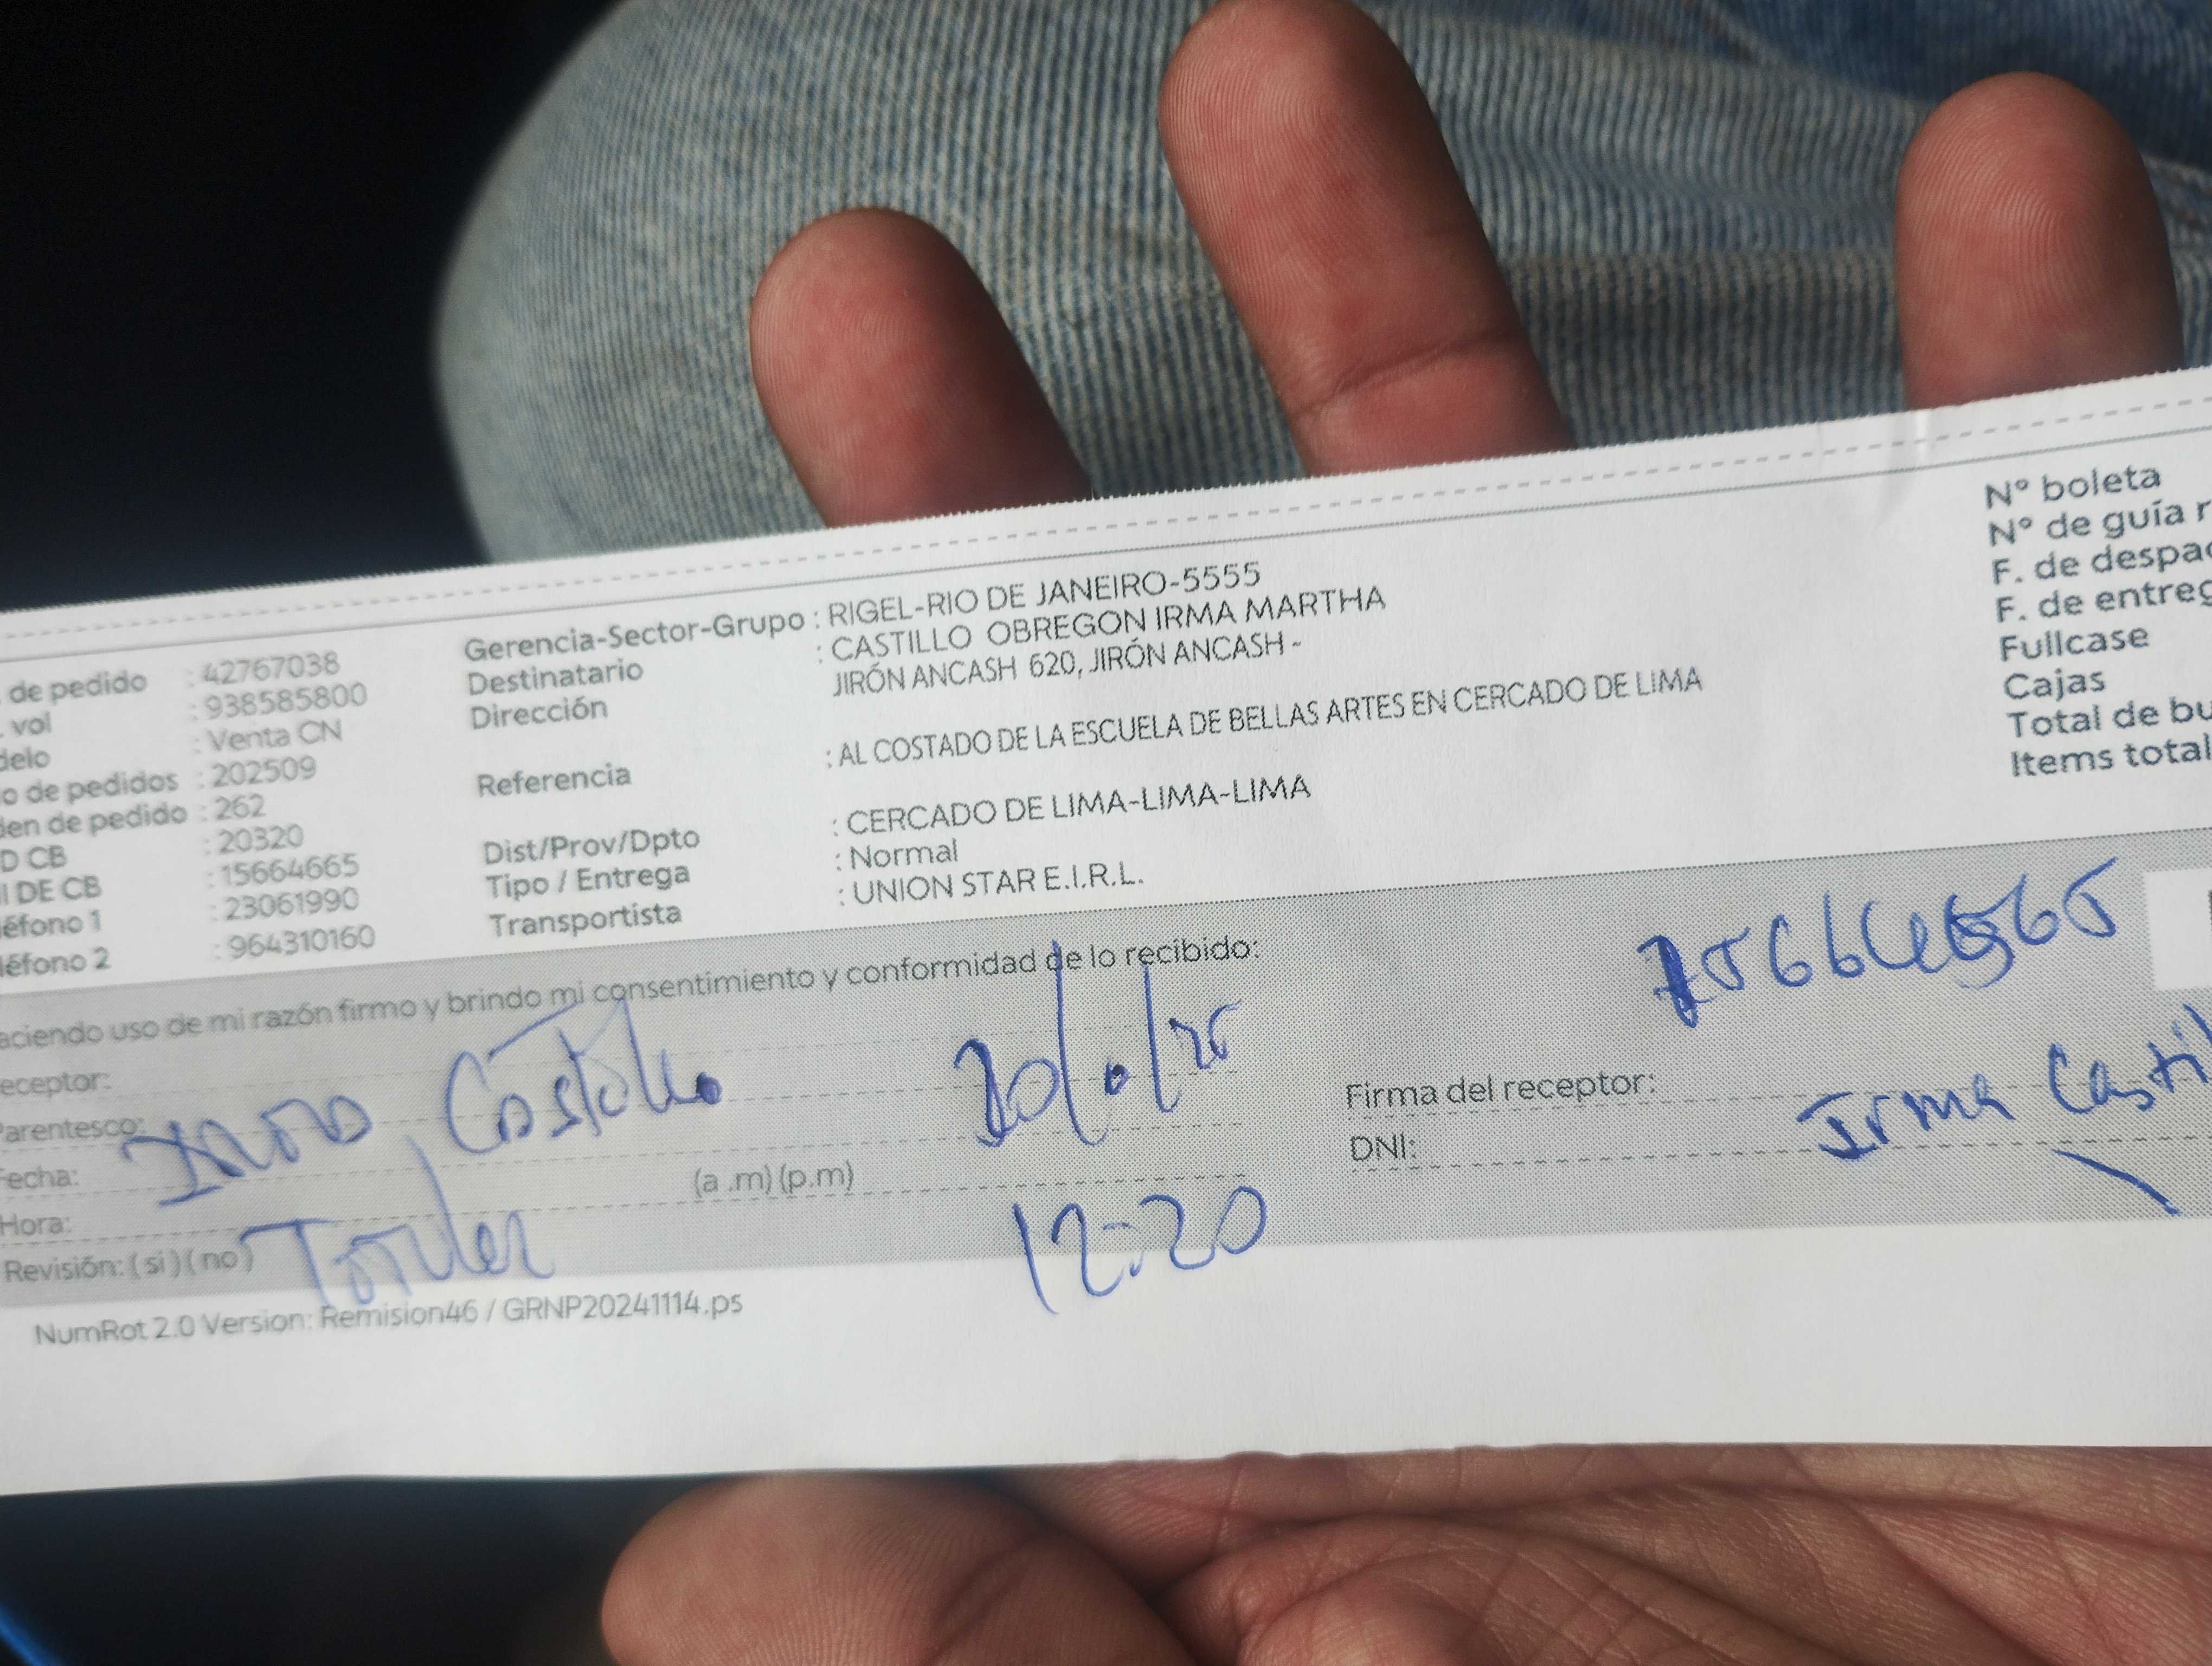 de pedido : 42767038
vol : 938585800
delo : Venta CN
o de pedidos : 202509
den de pedido : 262
D CB : 20320
I DE CB : 15664665
léfono 1 : 23061990
léfono 2 : 964310160
Gerencia-Sector-Grupo : RIGEL-RIO DE JANEIRO-5555
Destinatario : CASTILLO OBREGON IRMA MARTHA
Dirección JIRÓN ANCASH 620, JIRÓN ANCASH -
Referencia : AL COSTADO DE LA ESCUELA DE BELLAS ARTES EN CERCADO DE LIMA
Dist/Prov/Dpto : CERCADO DE LIMA-LIMA-LIMA
Tipo / Entrega : Normal
Transportista : UNION STAR E.I.R.L.
N° boleta
N° de guía r
F. de despac
F. de entreg
Fullcase
Cajas
Total de bu
Items total
aciendo uso de mi razón firmo y brindo mi consentimiento y conformidad de lo recibido:
eceptor:
Parentesco: Castillo
Fecha:
(a .m) (p.m)
Hora:
12:20
Revisión: ( si ) ( no )
Firma del receptor: Irma Castil
DNI:
NumRot 2.0 Version: Remision46 / GRNP20241114.ps